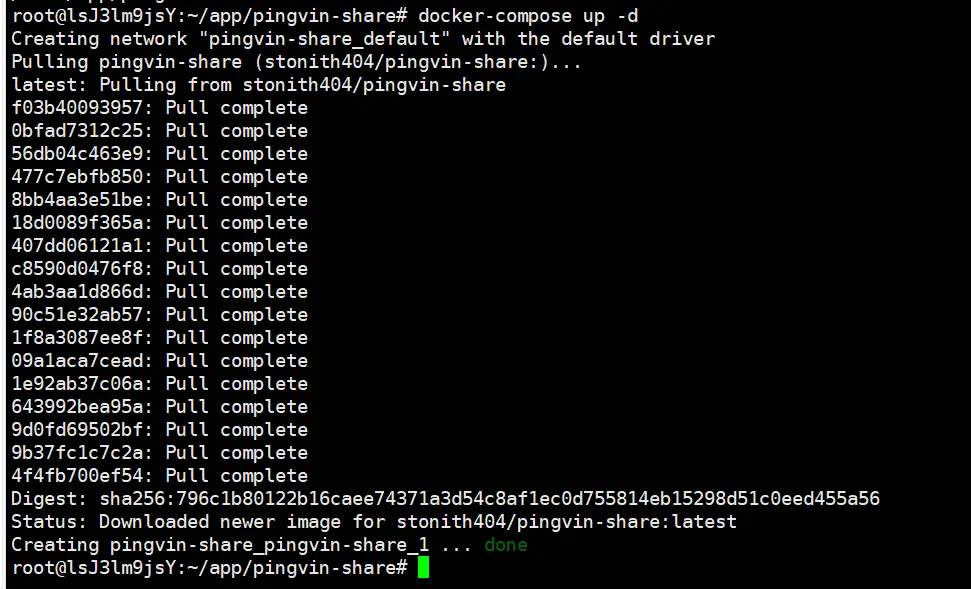 root@lsJ3lm9jsY:~/app/pingvin-share# docker-compose up -d
Creating network "pingvin-share_default" with the default driver
Pulling pingvin-share (stonith404/pingvin-share:)...
latest: Pulling from stonith404/pingvin-share
f03b40093957: Pull complete
0bfad7312c25: Pull complete
56db04c463e9: Pull complete
477c7ebfb850: Pull complete
8bb4aa3e51be: Pull complete
18d0089f365a: Pull complete
407dd06121a1: Pull complete
c8590d0476f8: Pull complete
4ab3aa1d866d: Pull complete
90c51e32ab57: Pull complete
1f8a3087ee8f: Pull complete
09a1aca7cead: Pull complete
1e92ab37c06a: Pull complete
643992bea95a: Pull complete
9d0fd69502bf: Pull complete
9b37fc1c7c2a: Pull complete
4f4fb700ef54: Pull complete
Digest: sha256:796c1b80122b16caee74371a3d54c8af1ec0d755814eb15298d51c0eed455a56
Status: Downloaded newer image for stonith404/pingvin-share:latest
Creating pingvin-share_pingvin-share_1 ... done
root@lsJ3lm9jsY:~/app/pingvin-share#